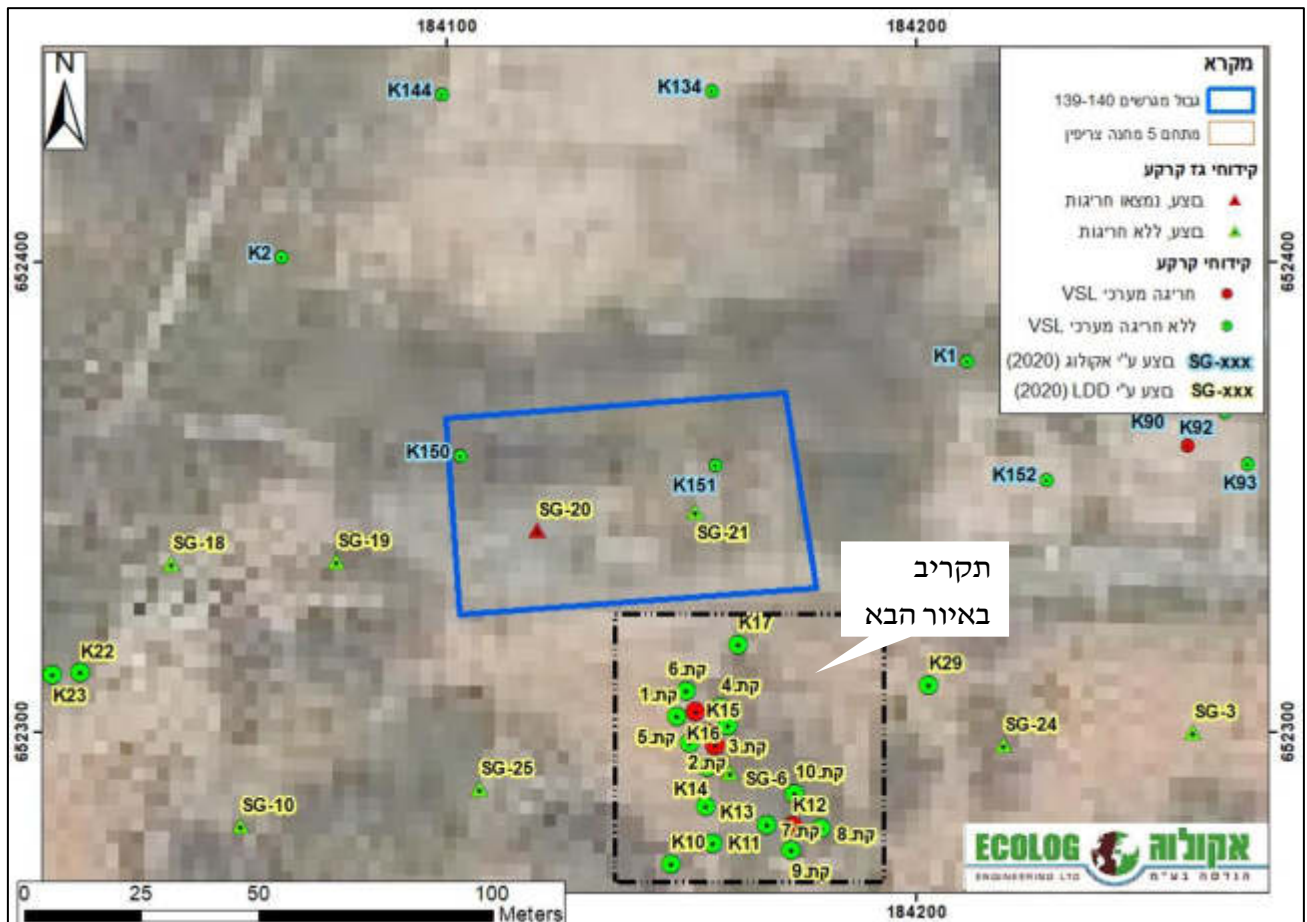 184100
184200
N
K144
K134
מקרא
גבול מגרשים 139-140
מתחם 5 מחנה צריפין
קידוחי גז קרקע
בוצע, נמצאו חריגות
בוצע, ללא חריגות
קידוחי קרקע
חריגה מערכי VSL
ללא חריגה מערכי VSL
SG-xxx בוצע ע"י אקולוג (2020)
SG-xxx בוצע ע"י LDD (2020)
K2
652400
652400
K1
K90
K92
K150
K151
K152
K93
SG-20
SG-21
SG-18
SG-19
תקריב
באיור הבא
K17
K22
K23
K29
קת.6
קת.4
קת.1
K15
SG-3
652300
652300
קת.5
K16
קת.3
SG-24
קת.2
SG-25
SG-6
קת.10
K14
K13
K12
SG-10
קת.7
קת.8
K10
K11
קת.9
ECOLOG אקולוג
ENGINEERING LTD הנדסה בע"מ
0 25 50 100
Meters
184200